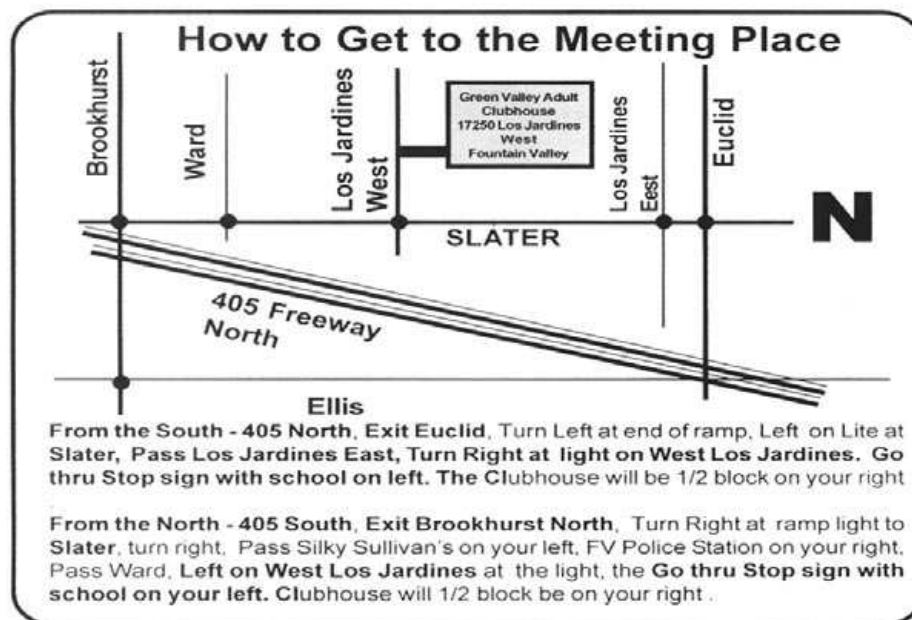 How to Get to the Meeting Place
Brookhurst
Ward
Los Jardines
West
Green Valley Adult
Clubhouse
17250 Los Jardines
West
Fountain Valley
Los Jardines
Eest
Euclid
N
SLATER
405 Freeway
North
Ellis
From the South - 405 North, Exit Euclid, Turn Left at end of ramp, Left on Lite at
Slater, Pass Los Jardines East, Turn Right at light on West Los Jardines. Go
thru Stop sign with school on left. The Clubhouse will be 1/2 block on your right
From the North - 405 South, Exit Brookhurst North, Turn Right at ramp light to
Slater, turn right, Pass Silky Sullivan's on your left, FV Police Station on your right,
Pass Ward, Left on West Los Jardines at the light, the Go thru Stop sign with
school on your left. Clubhouse will 1/2 block be on your right .